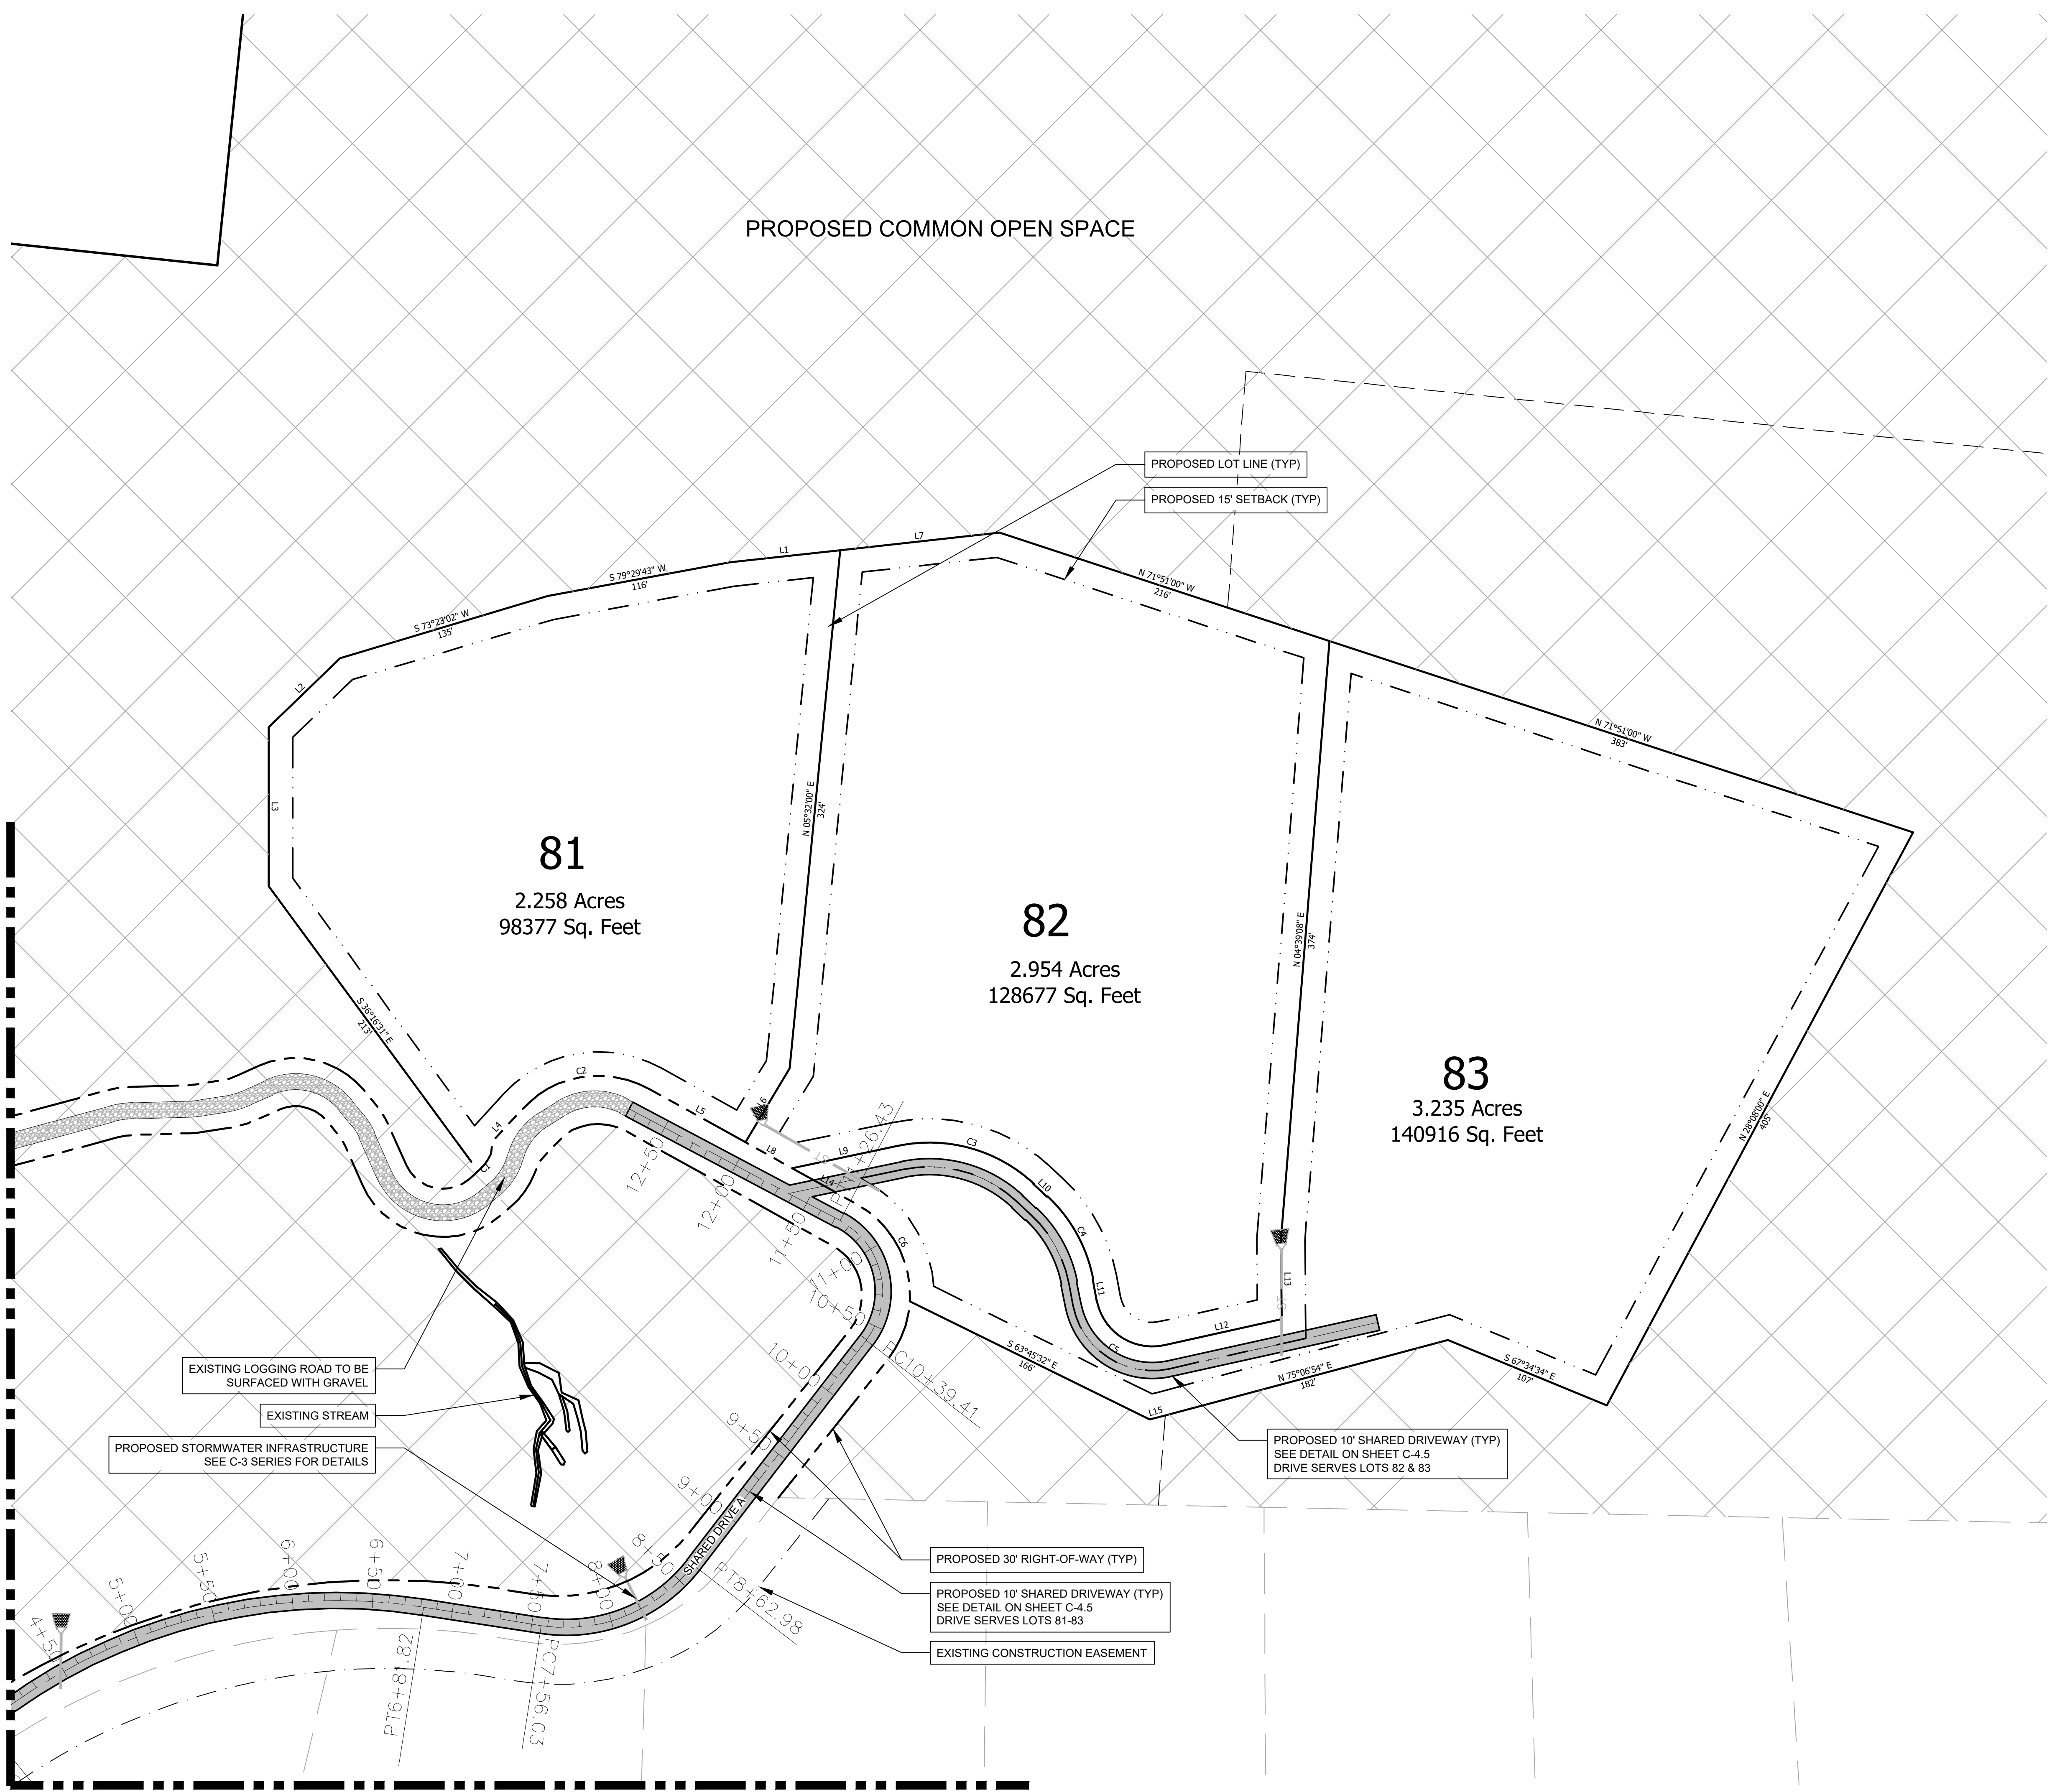 PROPOSED COMMON OPEN SPACE
PROPOSED LOT LINE (TYP)
PROPOSED 15' SETBACK (TYP)
L7
L1
S 79°29'43" W
116'
N 71°51'00" W
216'
S 73°23'02" W
135'
L2
N 71°51'00" W
383'
L3
N 05°32'00" E
324'
81
2.258 Acres
98377 Sq. Feet
82
2.954 Acres
128677 Sq. Feet
N 04°39'08" E
374'
83
3.235 Acres
140916 Sq. Feet
S 36°16'31" E
213'
N 28°08'00" E
405'
C2
L6
L5
L4
C1
L8
L9
C3
L14
L10
C4
C6
L11
L13
L12
C5
12+50
12+00
11+50
11+00
10+50
PC10+39.41
10+00
9+50
9+00
8+50
PT8+62.98
8+00
7+50
PC7+56.03
7+00
PT6+81.82
6+50
6+00
5+50
5+00
4+50
S 63°45'32" E
166'
L15
N 75°06'54" E
182'
S 67°34'34" E
107'
EXISTING LOGGING ROAD TO BE
SURFACED WITH GRAVEL
EXISTING STREAM
PROPOSED STORMWATER INFRASTRUCTURE
SEE C-3 SERIES FOR DETAILS
PROPOSED 10' SHARED DRIVEWAY (TYP)
SEE DETAIL ON SHEET C-4.5
DRIVE SERVES LOTS 82 & 83
SHARED DRIVE A
PROPOSED 30' RIGHT-OF-WAY (TYP)
PROPOSED 10' SHARED DRIVEWAY (TYP)
SEE DETAIL ON SHEET C-4.5
DRIVE SERVES LOTS 81-83
EXISTING CONSTRUCTION EASEMENT